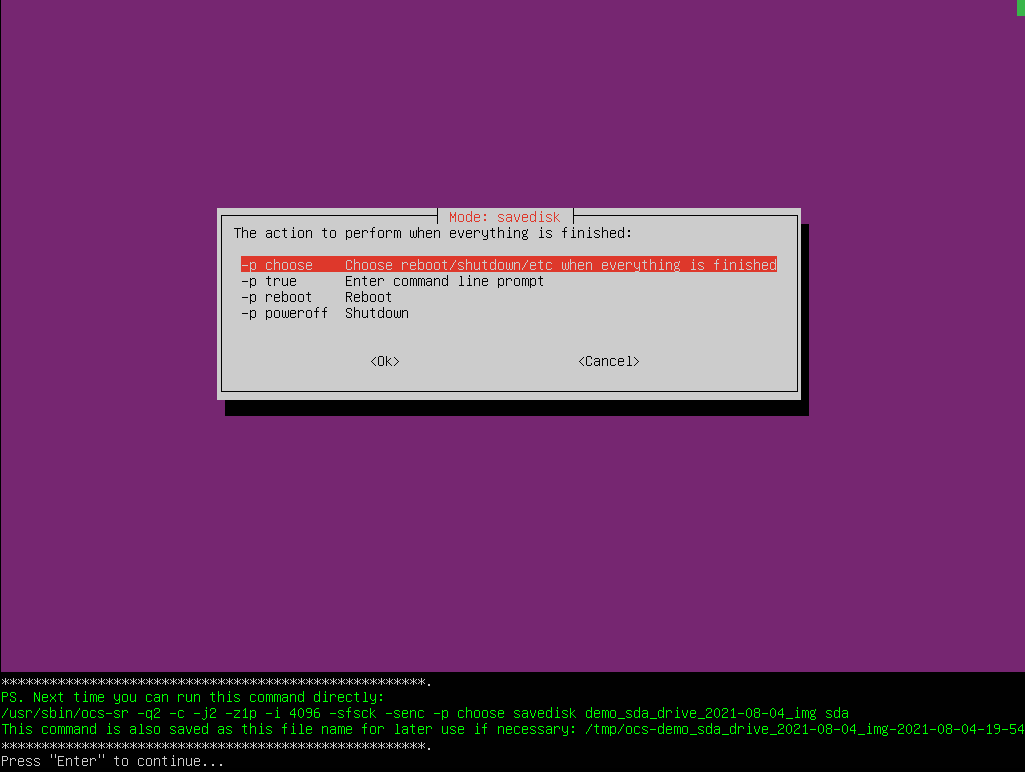 Mode: savedisk
The action to perform when everything is finished:
-p choose    Choose reboot/shutdown/etc when everything is finished
-p true      Enter command line prompt
-p reboot    Reboot
-p poweroff  Shutdown
<Ok>    <Cancel>
*****************************************************.
PS. Next time you can run this command directly:
/usr/sbin/ocs-sr -q2 -c -j2 -z1p -i 4096 -sfsck -senc -p choose savedisk demo_sda_drive_2021-08-04_img sda
This command is also saved as this file name for later use if necessary: /tmp/ocs-demo_sda_drive_2021-08-04_img-2021-08-04-19-54
*****************************************************.
Press "Enter" to continue...